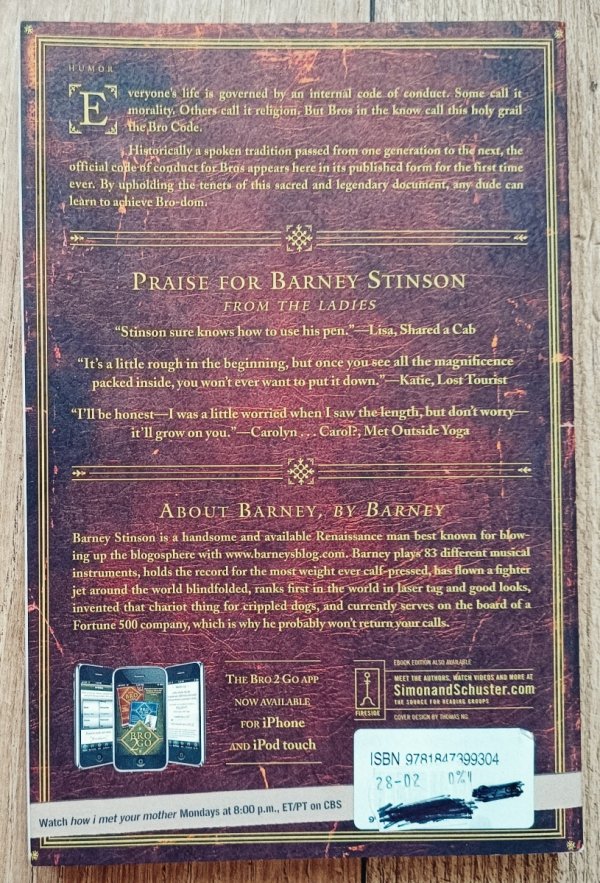 HUMOR
Everyone's life is governed by an internal code of conduct. Some call it
morality. Others call it religion. But Bros in the know call this holy grail
the Bro Code.
Historically a spoken tradition passed from one generation to the next, the
official code of conduct for Bros appears here in its published form for the first time
ever. By upholding the tenets of this sacred and legendary document, any dude can
learn to achieve Bro-dom.
PRAISE FOR BARNEY STINSON
FROM THE LADIES
“Stinson sure knows how to use his pen.”—Lisa, Shared a Cab
“It's a little rough in the beginning, but once you see all the magnificence
packed inside, you won't ever want to put it down.”—Katie, Lost Tourist
“I'll be honest—I was a little worried when I saw the length, but don't worry—
it'll grow on you.”—Carolyn . . . Carol?, Met Outside Yoga
ABOUT BARNEY, BY BARNEY
Barney Stinson is a handsome and available Renaissance man best known for blow-
ing up the blogosphere with www.barneysblog.com. Barney plays 83 different musical
instruments, holds the record for the most weight ever calf-pressed, has flown a fighter
jet around the world blindfolded, ranks first in the world in laser tag and good looks,
invented that chariot thing for crippled dogs, and currently serves on the board of a
Fortune 500 company, which is why he probably won't return your calls.
BRO
2GO
THE BRO 2 GO APP
NOW AVAILABLE
FOR iPHONE
AND iPod touch
FIRESIDE
EBOOK EDITION ALSO AVAILABLE
MEET THE AUTHORS, WATCH VIDEOS AND MORE AT
SimonandSchuster.com
THE SOURCE FOR READING GROUPS
COVER DESIGN BY THOMAS NG
ISBN 9781847399304
28-02
Watch how i met your mother Mondays at 8:00 p.m., ET/PT on CBS